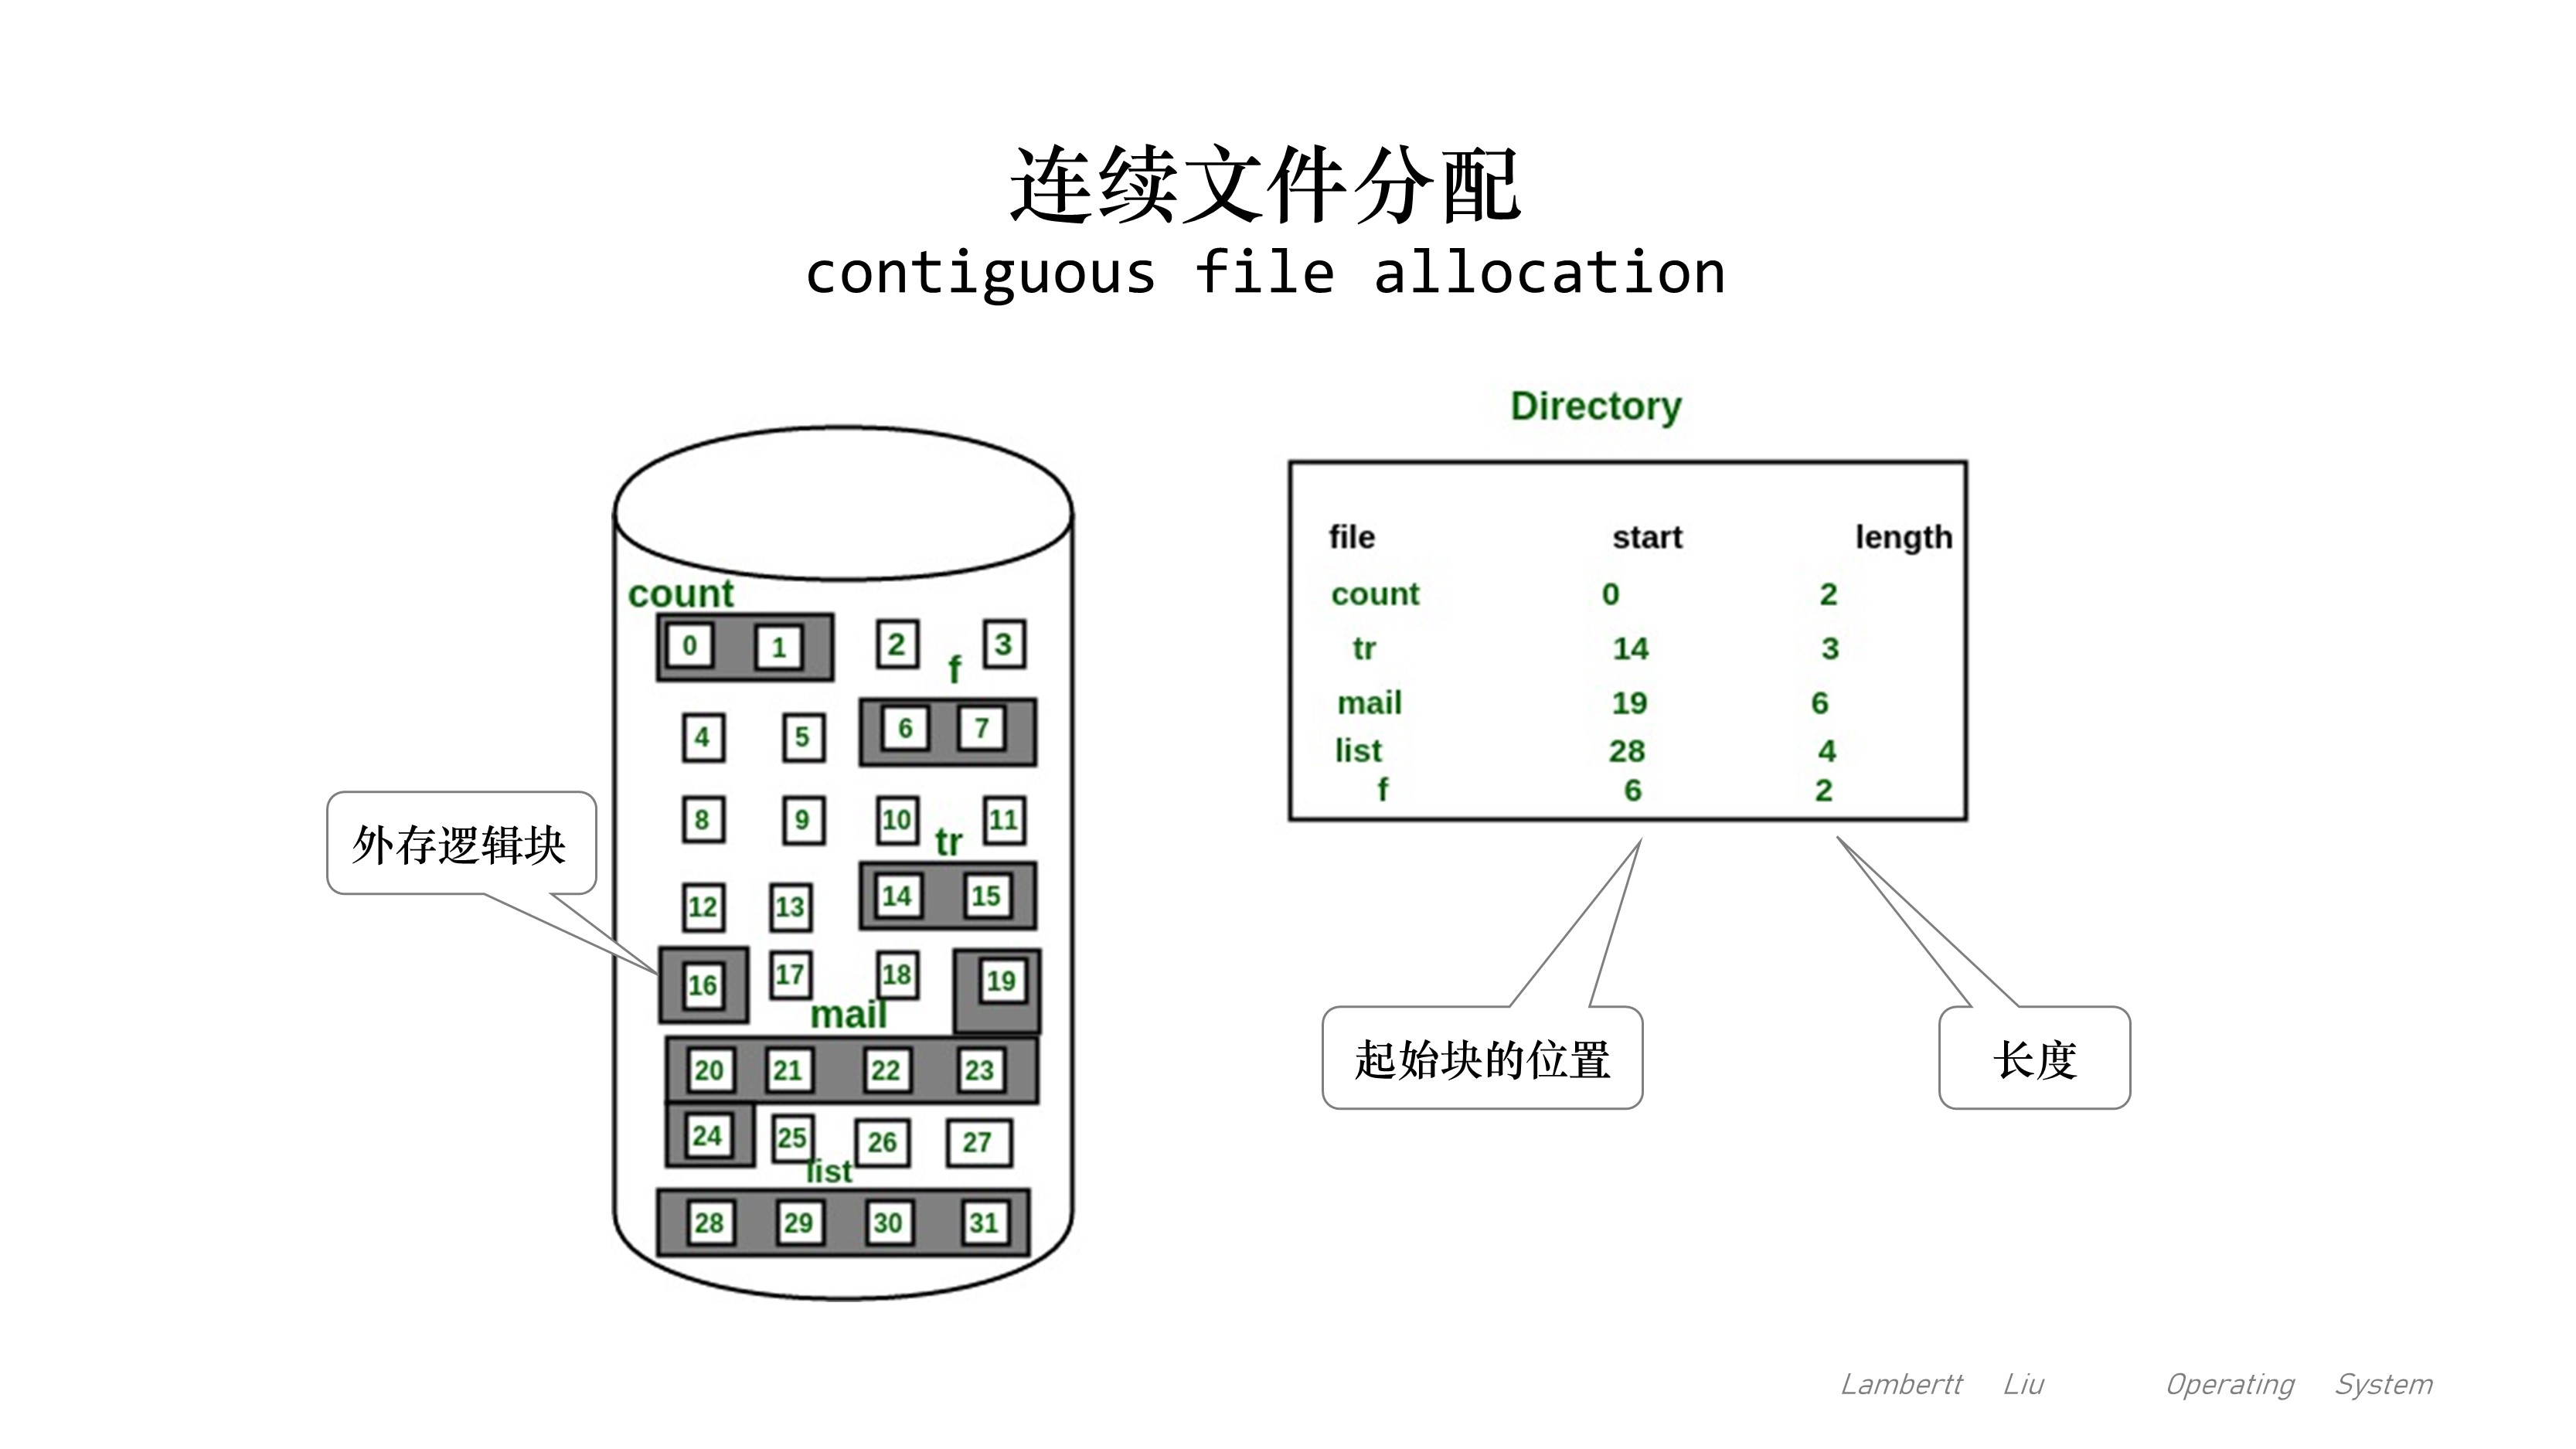 连续文件分配
contiguous file allocation
count
0 1 2 3
f
4 5 6 7
8 9 10 11
tr
12 13 14 15
16 17 18 19
mail
20 21 22 23
24 25 26 27
list
28 29 30 31
外存逻辑块
Directory
file start length
count 0 2
tr 14 3
mail 19 6
list 28 4
f 6 2
起始块的位置
长度
Lambertt Liu Operating System